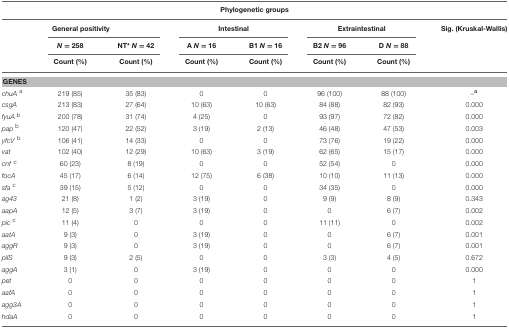 Phylogenetic groups
General positivity Intestinal Extraintestinal Sig. (Kruskal-Wallis)
N = 258 NT* N = 42 A N = 16 B1 N = 16 B2 N = 96 D N = 88
Count (%) Count (%) Count (%) Count (%) Count (%) Count (%)
GENES
chuA a 219 (85) 35 (83) 0 0 96 (100) 88 (100) –a
csgA 213 (83) 27 (64) 10 (63) 10 (63) 84 (88) 82 (93) 0.000
fyuA b 200 (78) 31 (74) 4 (25) 0 93 (97) 72 (82) 0.000
pap b 120 (47) 22 (52) 3 (19) 2 (13) 46 (48) 47 (53) 0.003
yfcV b 106 (41) 14 (33) 0 0 73 (76) 19 (22) 0.000
vat 102 (40) 12 (29) 10 (63) 3 (19) 62 (65) 15 (17) 0.000
cnf c 60 (23) 8 (19) 0 0 52 (54) 0 0.000
focA 45 (17) 6 (14) 12 (75) 6 (38) 10 (10) 11 (13) 0.000
sfa c 39 (15) 5 (12) 0 0 34 (35) 0 0.000
ag43 21 (8) 1 (2) 3 (19) 0 9 (9) 8 (9) 0.343
aapA 12 (5) 3 (7) 3 (19) 0 0 6 (7) 0.002
pic c 11 (4) 0 0 0 11 (11) 0 0.002
aatA 9 (3) 0 3 (19) 0 0 6 (7) 0.001
aggR 9 (3) 0 3 (19) 0 0 6 (7) 0.001
pilS 9 (3) 2 (5) 0 0 3 (3) 4 (5) 0.672
aggA 3 (1) 0 3 (19) 0 0 0 0.000
pet 0 0 0 0 0 0 1
aafA 0 0 0 0 0 0 1
agg3A 0 0 0 0 0 0 1
hdaA 0 0 0 0 0 0 1